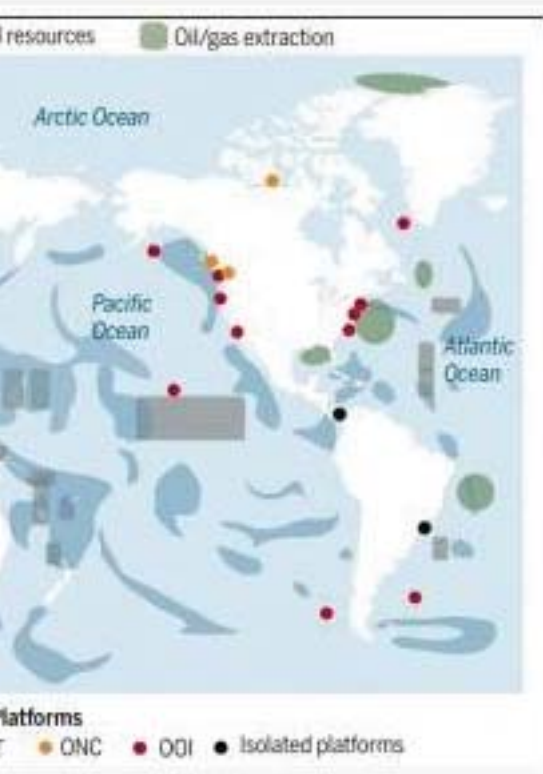 resources
Oil/gas extraction
Arctic Ocean
Pacific
Ocean
Atlantic
Ocean
latforms
ONC
OOI
Isolated platforms